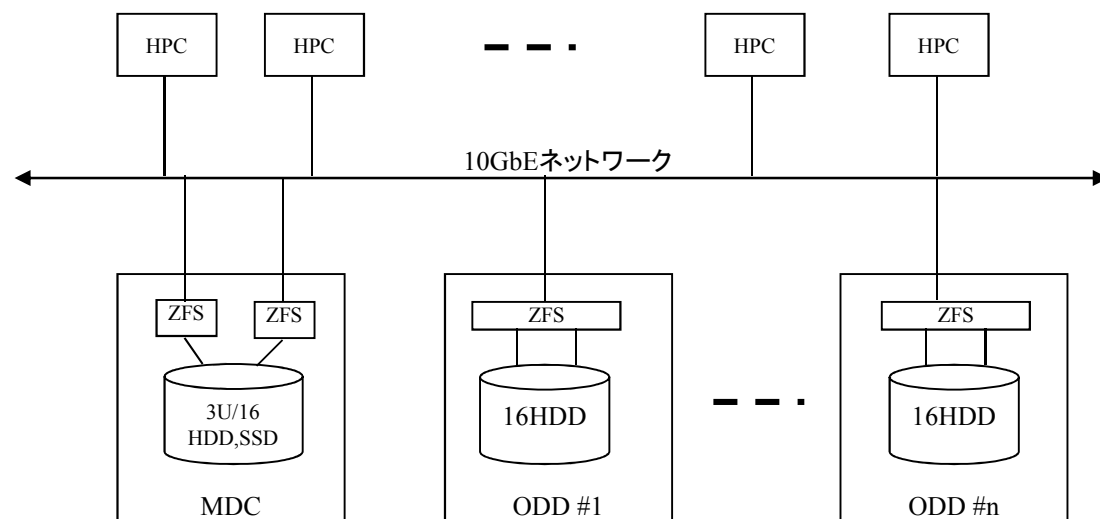 HPC
HPC
HPC
HPC
10GbEネットワーク
ZFS
ZFS
ZFS
ZFS
3U/16
HDD,SSD
16HDD
16HDD
MDC
ODD #1
ODD #n